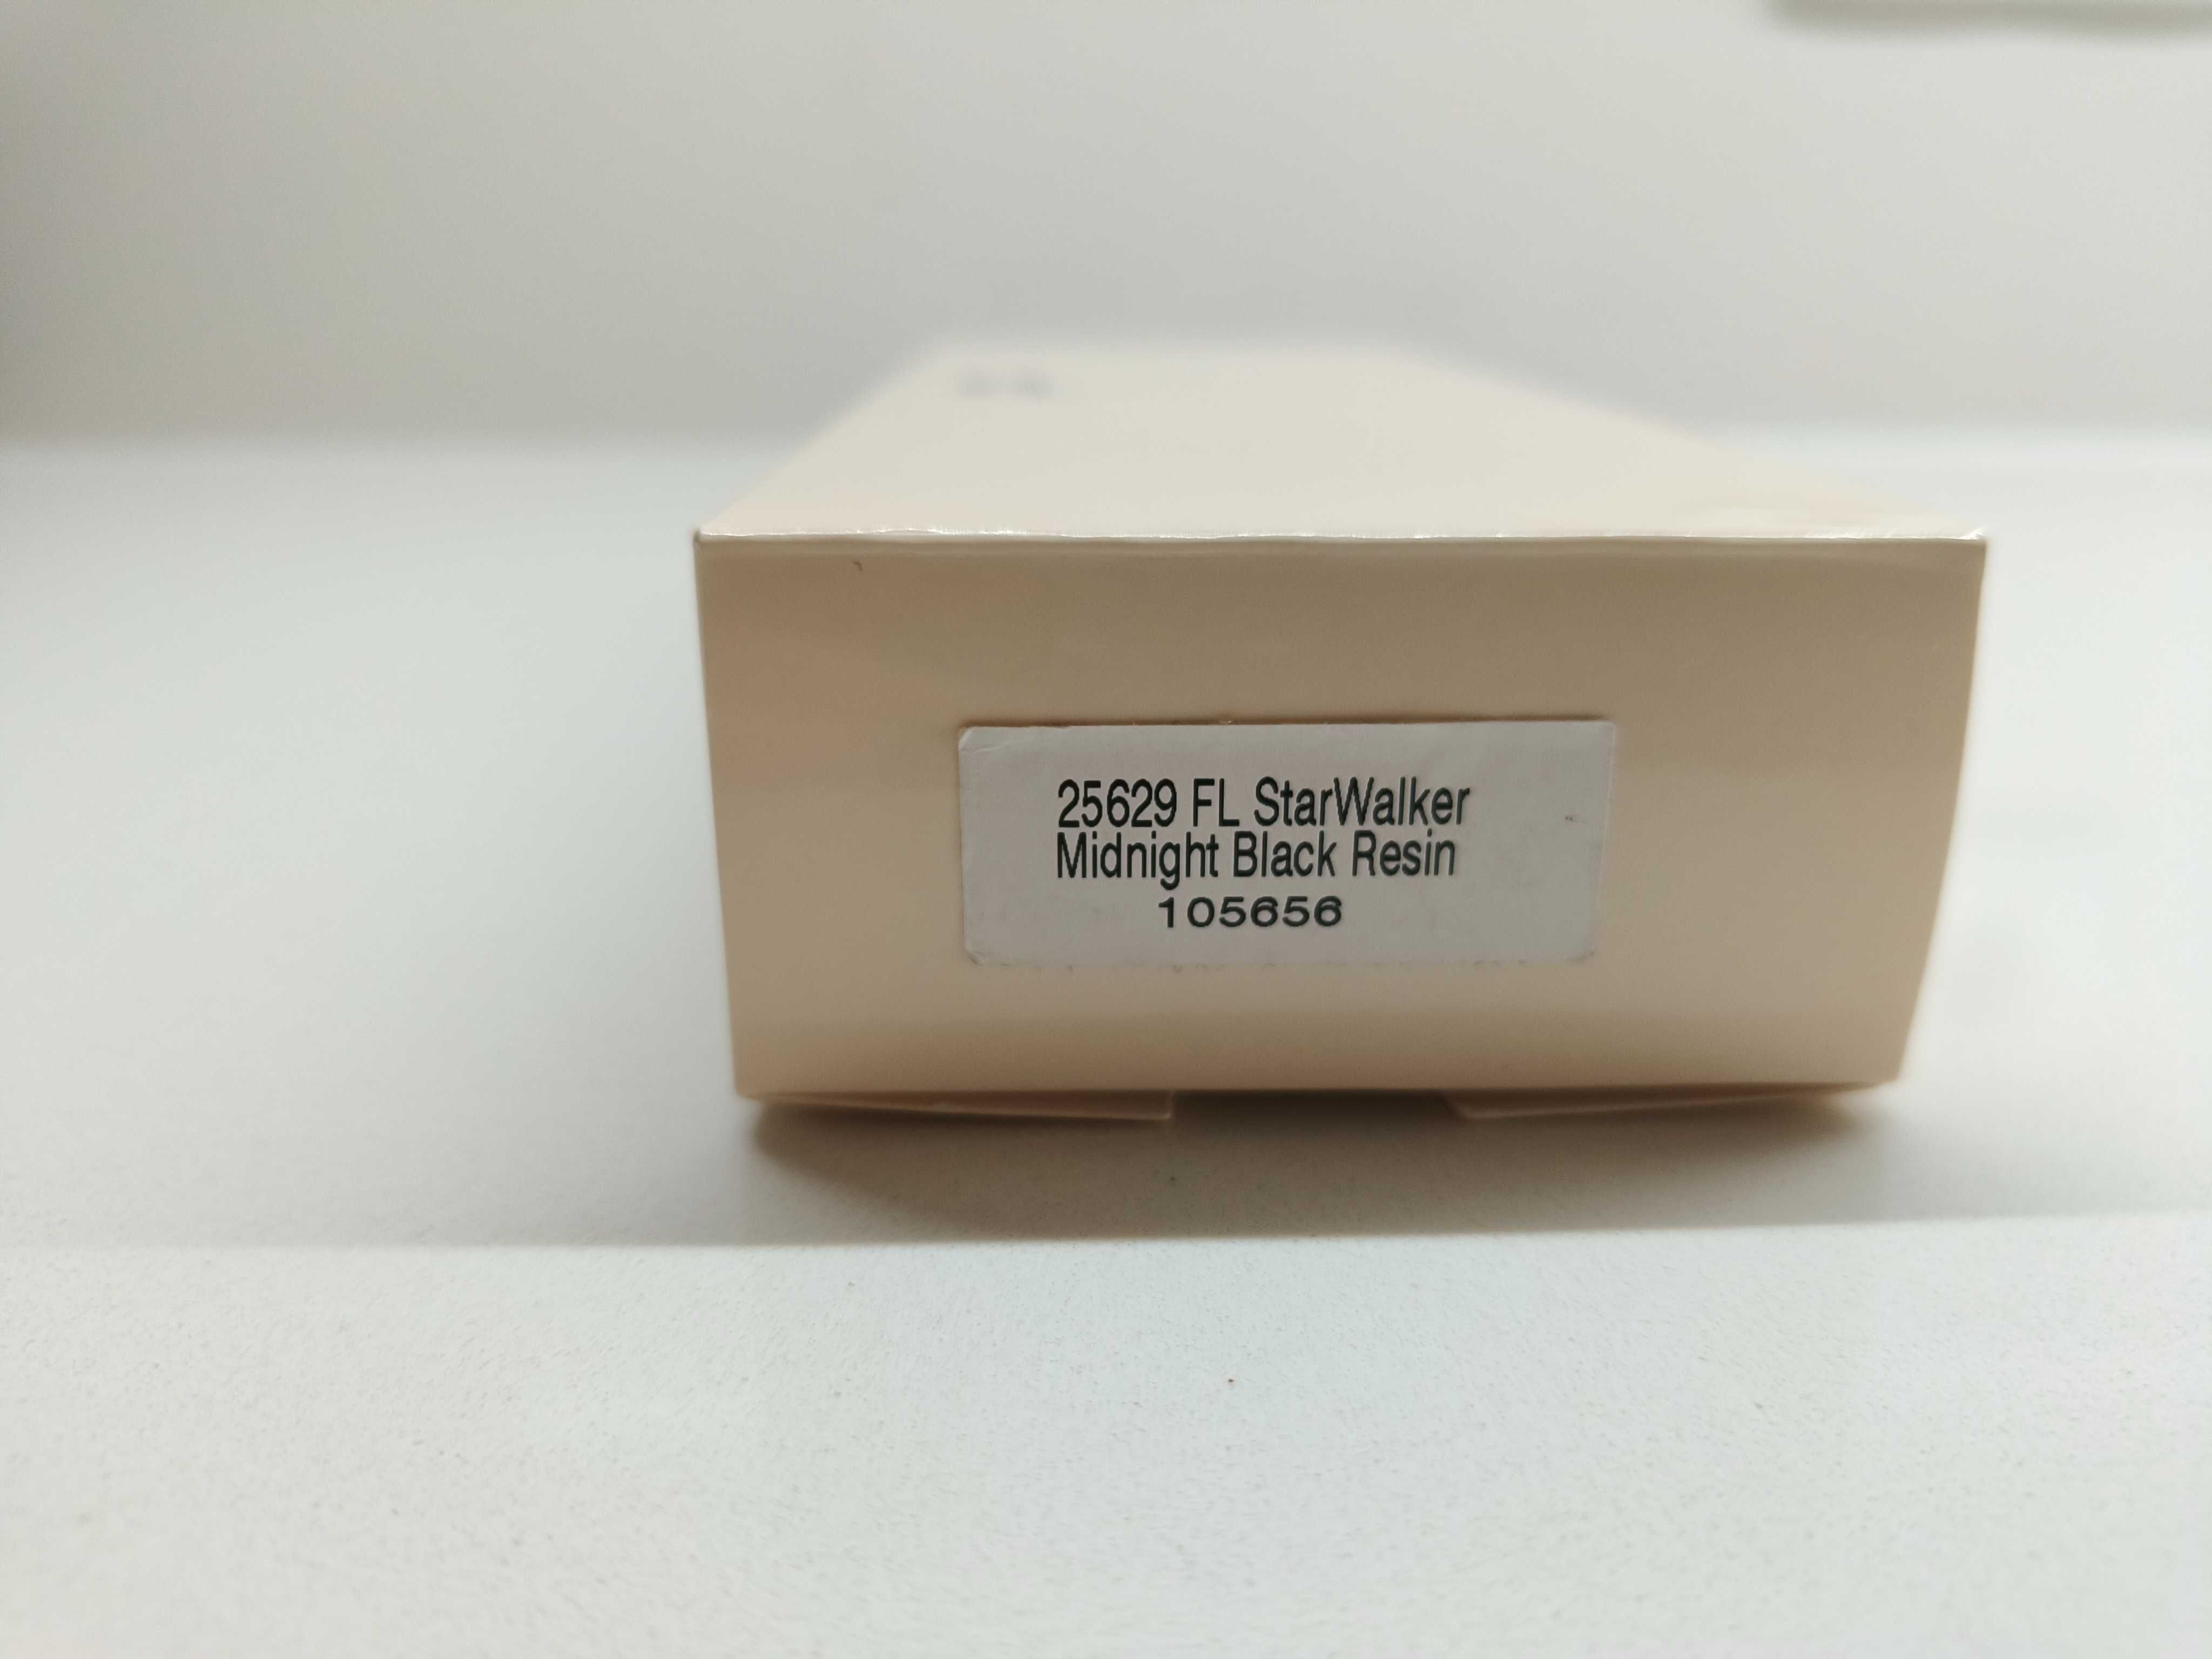 25629 FL StarWalker
Midnight Black Resin
105656